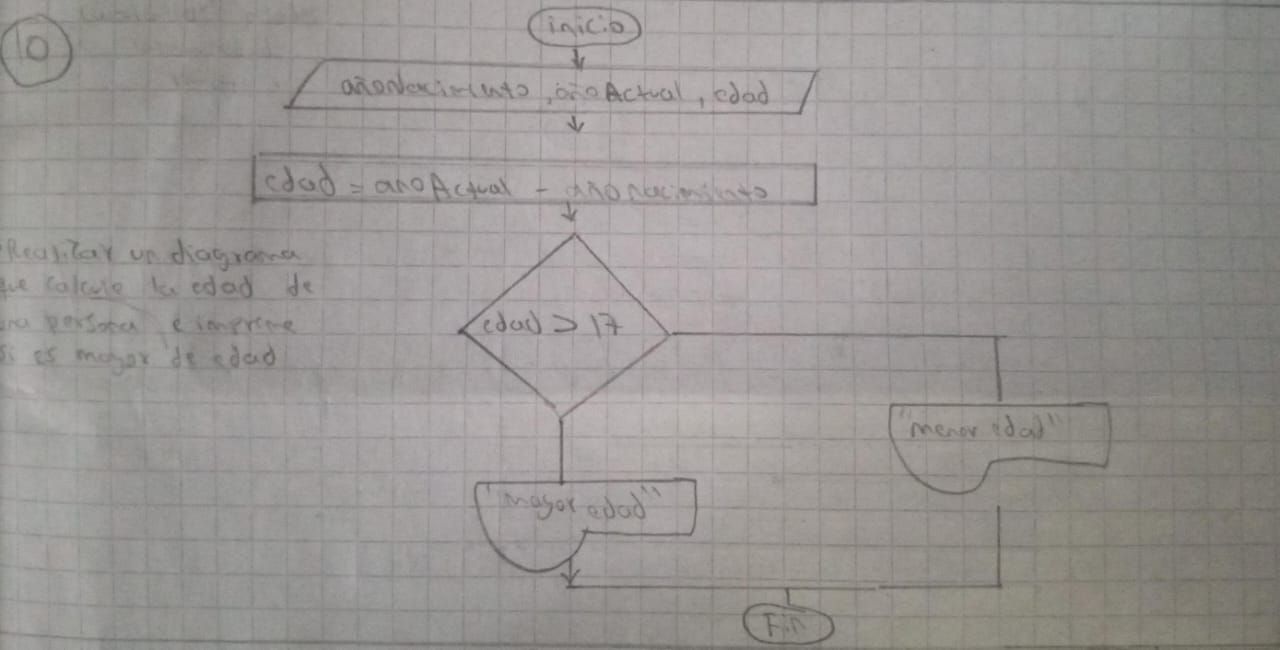 10
inicio
añoNacimiento, añoActual, edad
edad = añoActual - añonacimiento
Realizar un diagrama
que calcule la edad de
una persona e imprime
si es mayor de edad
edad > 17
"menor edad"
"mayor edad"
Fin